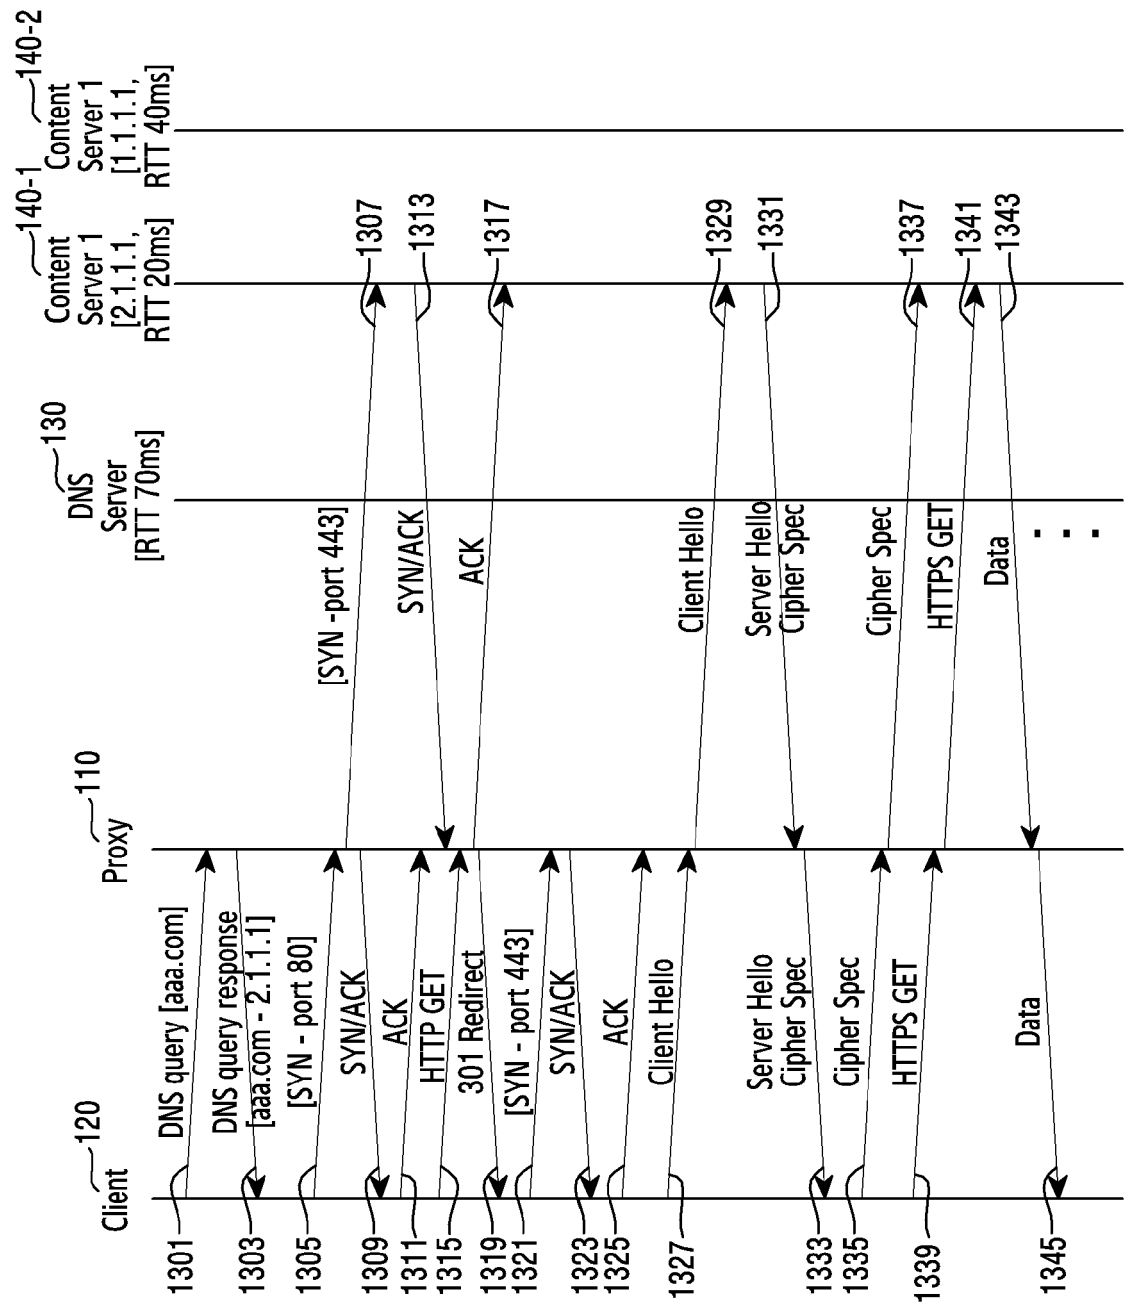 Client
120
Proxy
110
DNS
Server
[RTT 70ms]
130
Content
Server 1
[2.1.1.1,
RTT 20ms]
140-1
Content
Server 1
[1.1.1.1,
RTT 40ms]
140-2
1301
DNS query [aaa.com]
1303
DNS query response
[aaa.com - 2.1.1.1]
1305
[SYN - port 80]
[SYN -port 443]
1307
1309
SYN/ACK
1311
ACK
SYN/ACK
1313
1315
HTTP GET
ACK
1317
1319
301 Redirect
1321
[SYN - port 443]
1323
SYN/ACK
1325
ACK
1327
Client Hello
Client Hello
1329
Server Hello
Cipher Spec
1331
1333
Server Hello
Cipher Spec
1335
Cipher Spec
Cipher Spec
1337
1339
HTTPS GET
HTTPS GET
1341
Data
1343
1345
Data